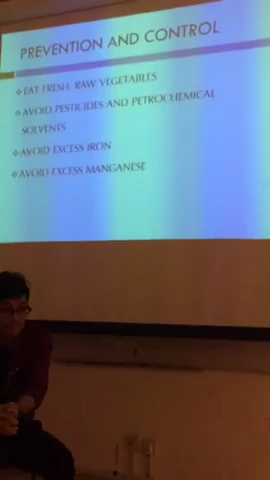 PREVENTION AND CONTROL
❖EAT FRESH, RAW VEGETABLES
❖AVOID PESTICIDES AND PETROCHEMICAL
SOLVENTS
❖AVOID EXCESS IRON
❖AVOID EXCESS MANGANESE